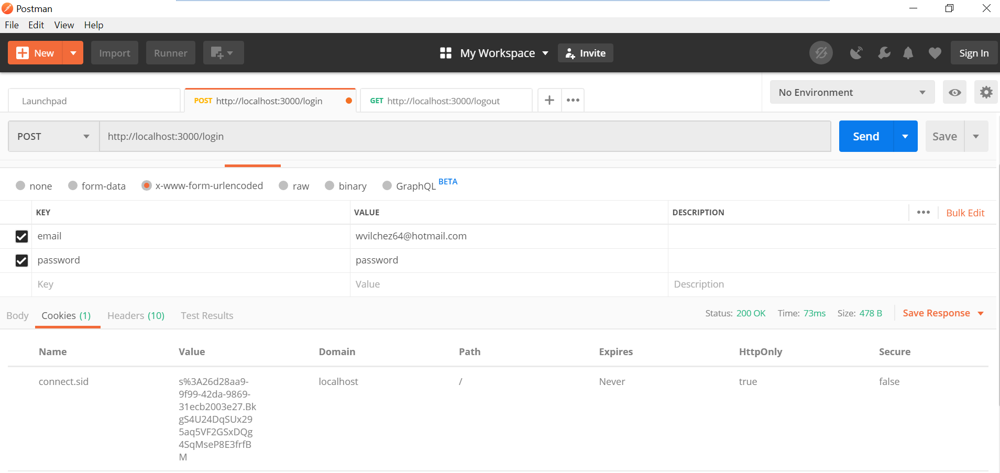 Postman
File Edit View Help
New Import Runner My Workspace Invite Sign In
Launchpad POST http://localhost:3000/login GET http://localhost:3000/logout No Environment
POST http://localhost:3000/login Send Save
none form-data x-www-form-urlencoded raw binary GraphQL BETA
KEY VALUE DESCRIPTION Bulk Edit
email wvilchez64@hotmail.com
password password
Key Value Description
Body Cookies (1) Headers (10) Test Results Status: 200 OK Time: 73ms Size: 478 B Save Response
Name Value Domain Path Expires HttpOnly Secure
connect.sid s%3A26d28aa9- localhost / Never true false
9f99-42da-9869-
31ecb2003e27.Bk
gS4U24DqSUx29
5aq5VF2GSxDQg
4SqMseP8E3frfB
M